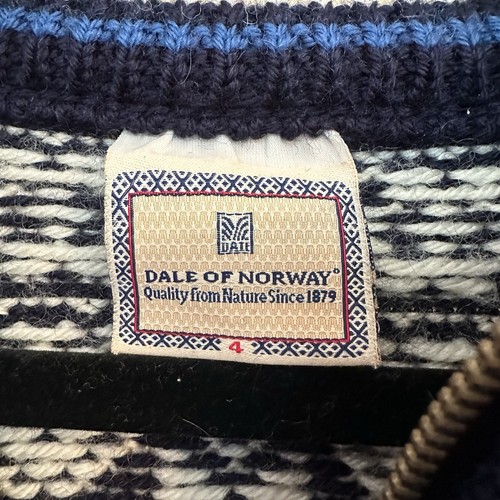 DALE
DALE OF NORWAY®
Quality from Nature Since 1879
4